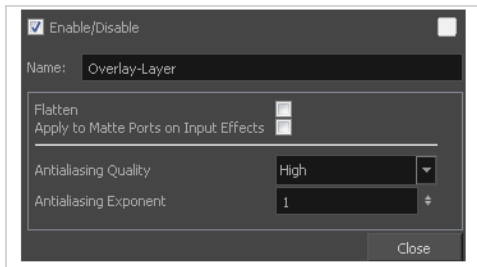 Enable/Disable
Name: Overlay-Layer
Flatten
Apply to Matte Ports on Input Effects
Antialiasing Quality High
Antialiasing Exponent 1
Close